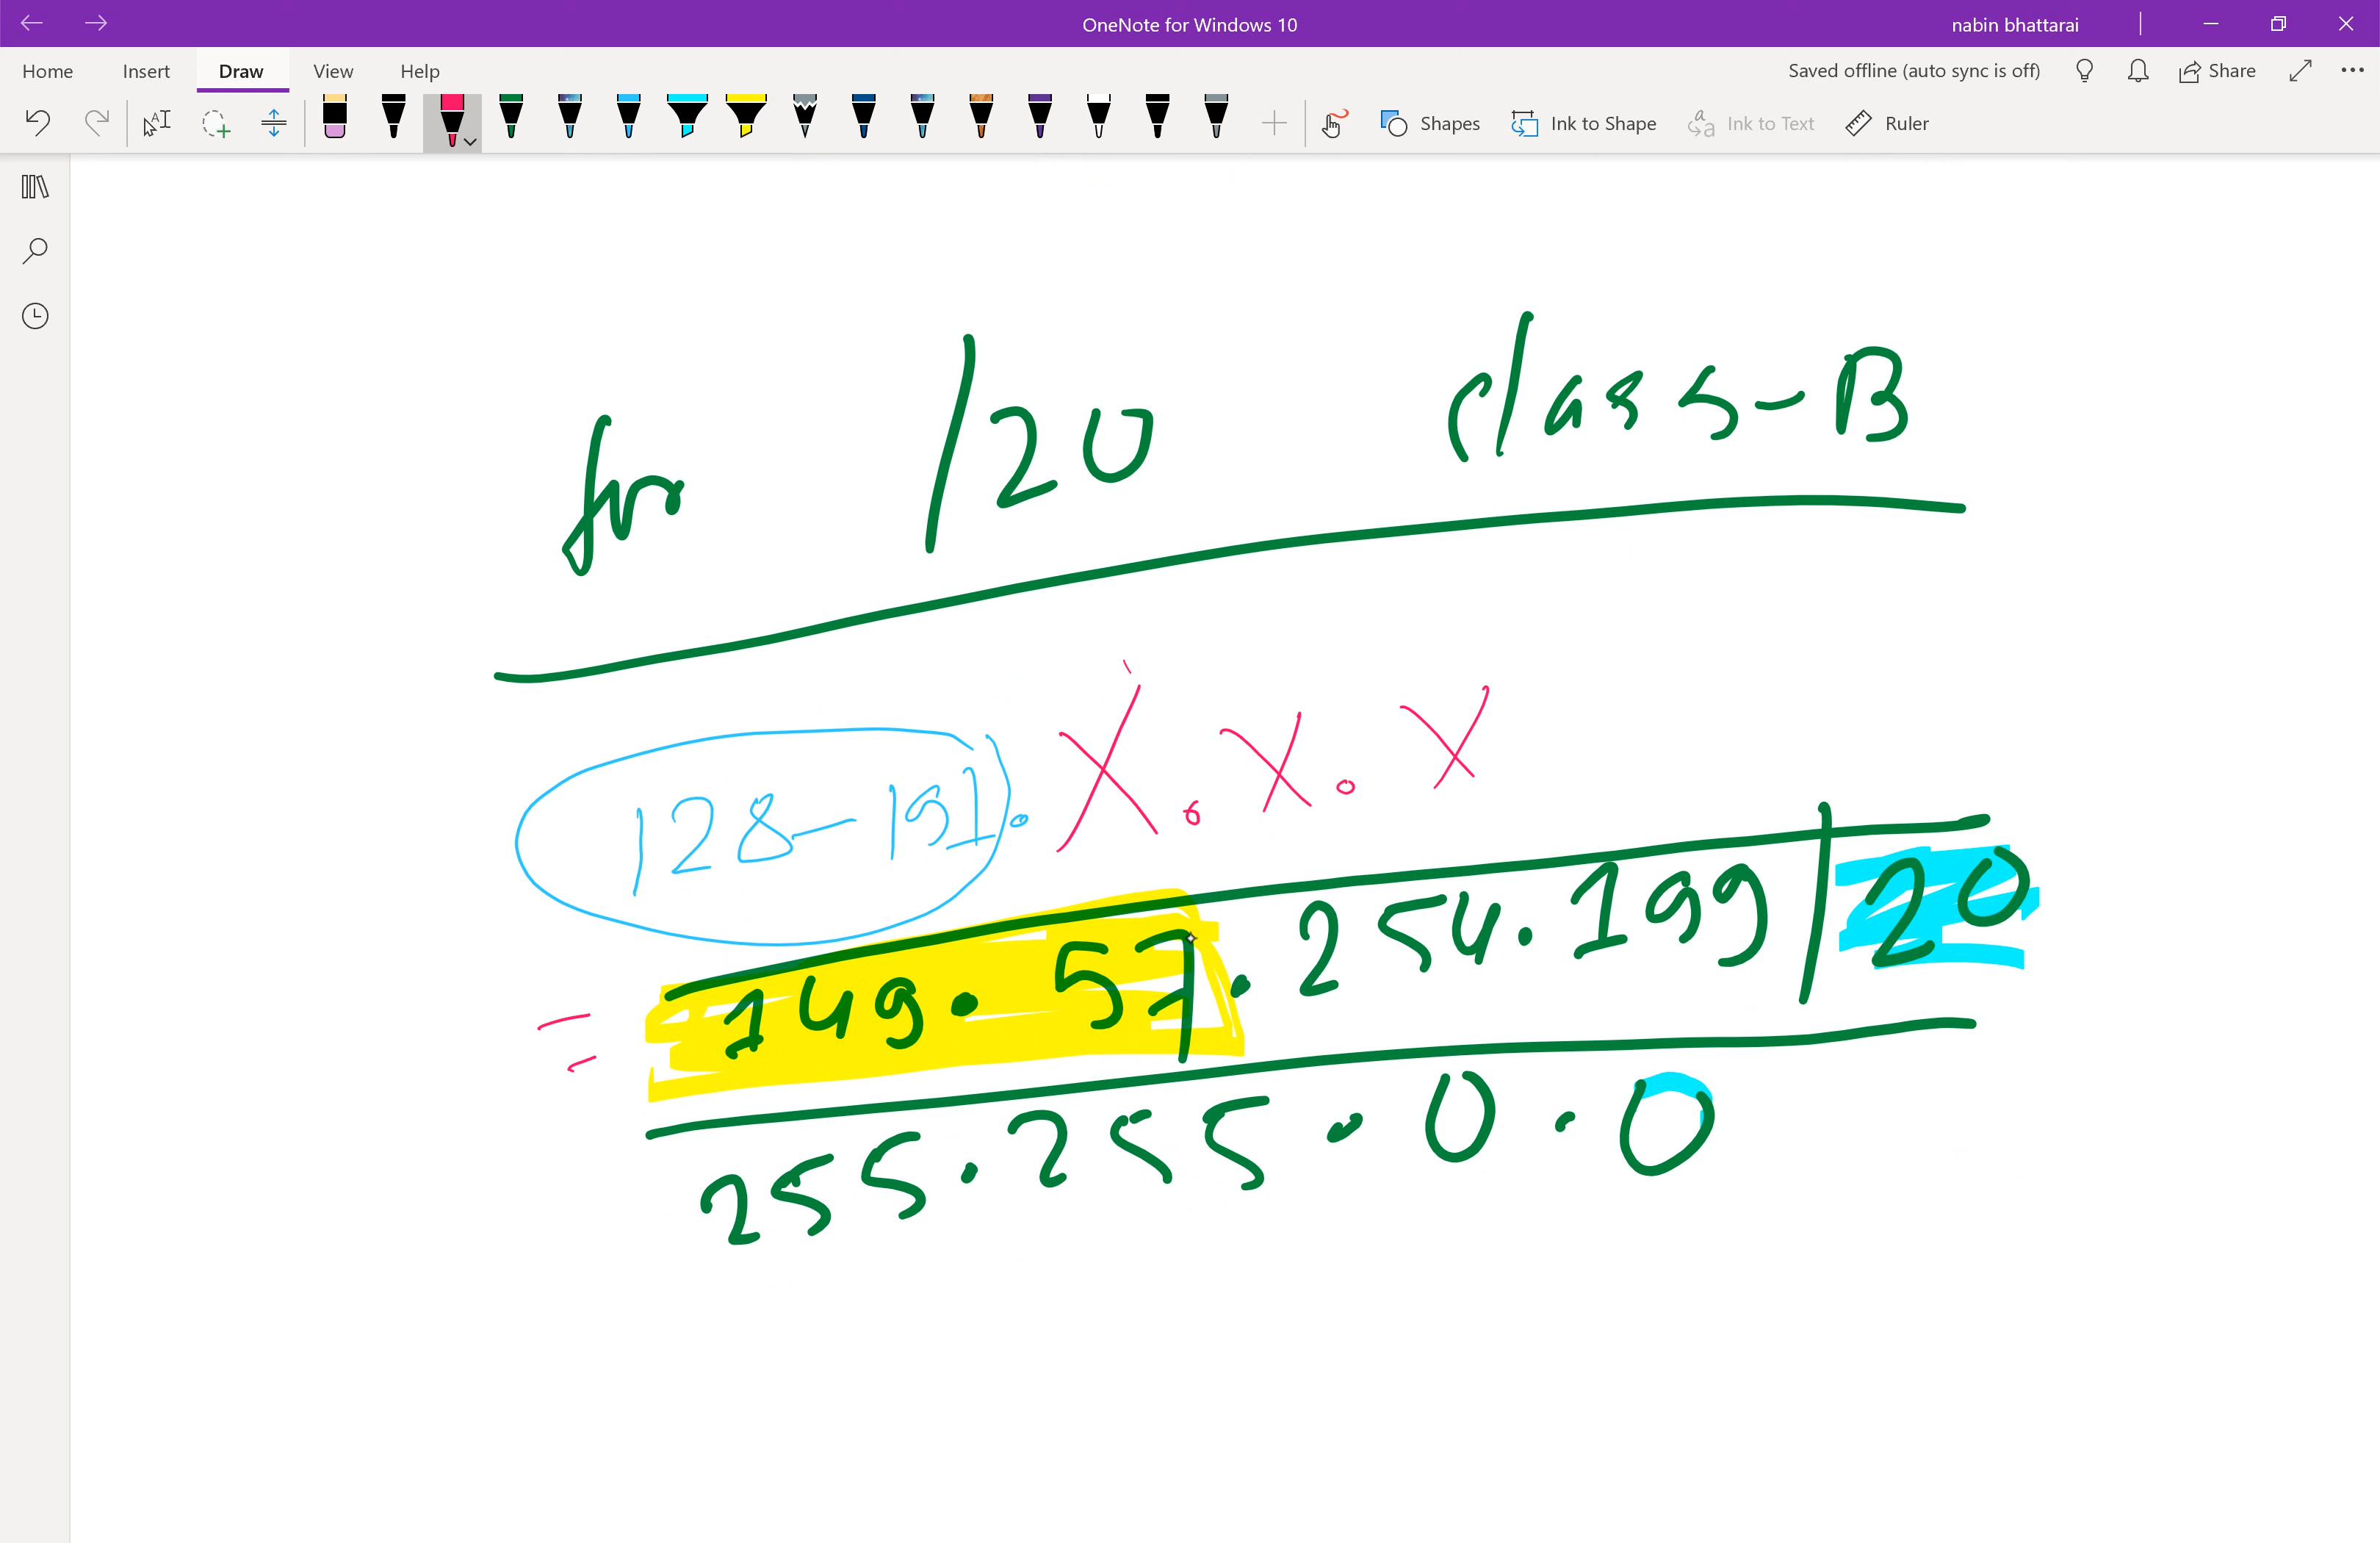 OneNote for Windows 10
nabin bhattarai
Home Insert Draw View Help
Saved offline (auto sync is off) Share
Shapes Ink to Shape Ink to Text Ruler
for /20 class-B
128-191.X.X.X
= 149.57.254.199/20
255.255.0.0